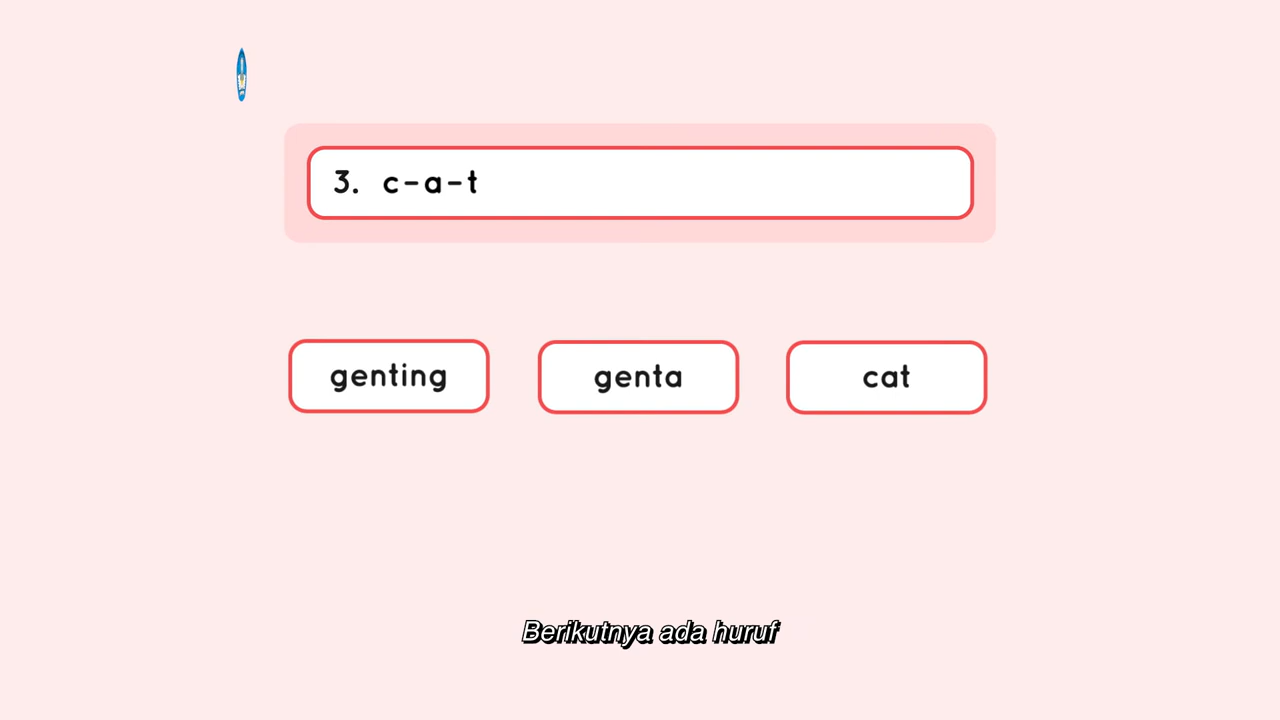 3. c-a-t
genting
genta
cat
Berikutnya ada huruf